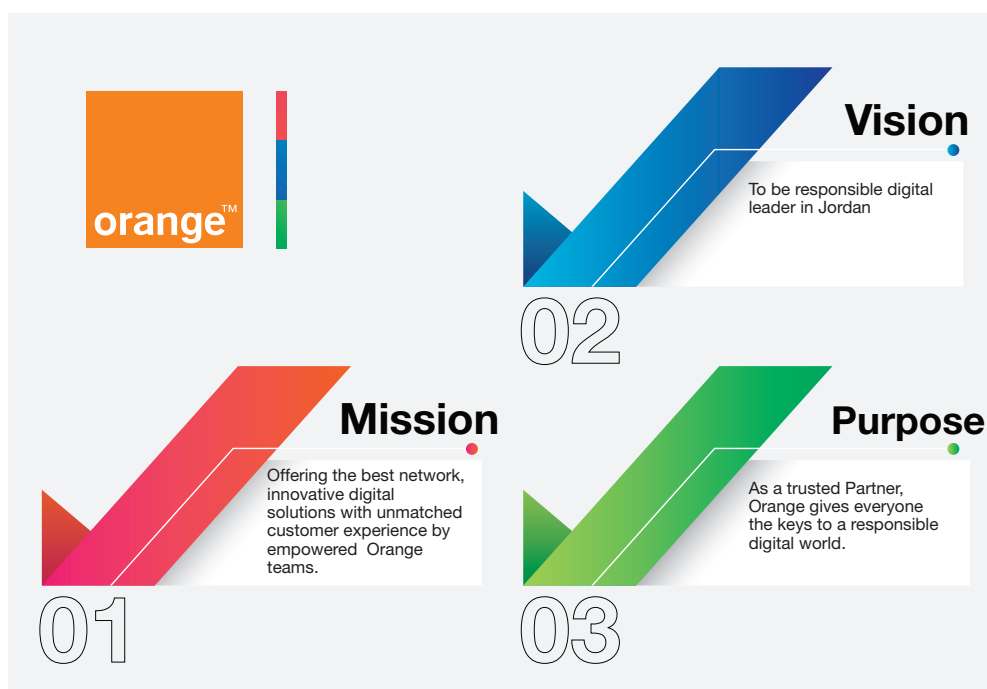 orange™
Vision
To be responsible digital
leader in Jordan
02
Mission
Offering the best network,
innovative digital
solutions with unmatched
customer experience by
empowered Orange
teams.
01
Purpose
As a trusted Partner,
Orange gives everyone
the keys to a responsible
digital world.
03